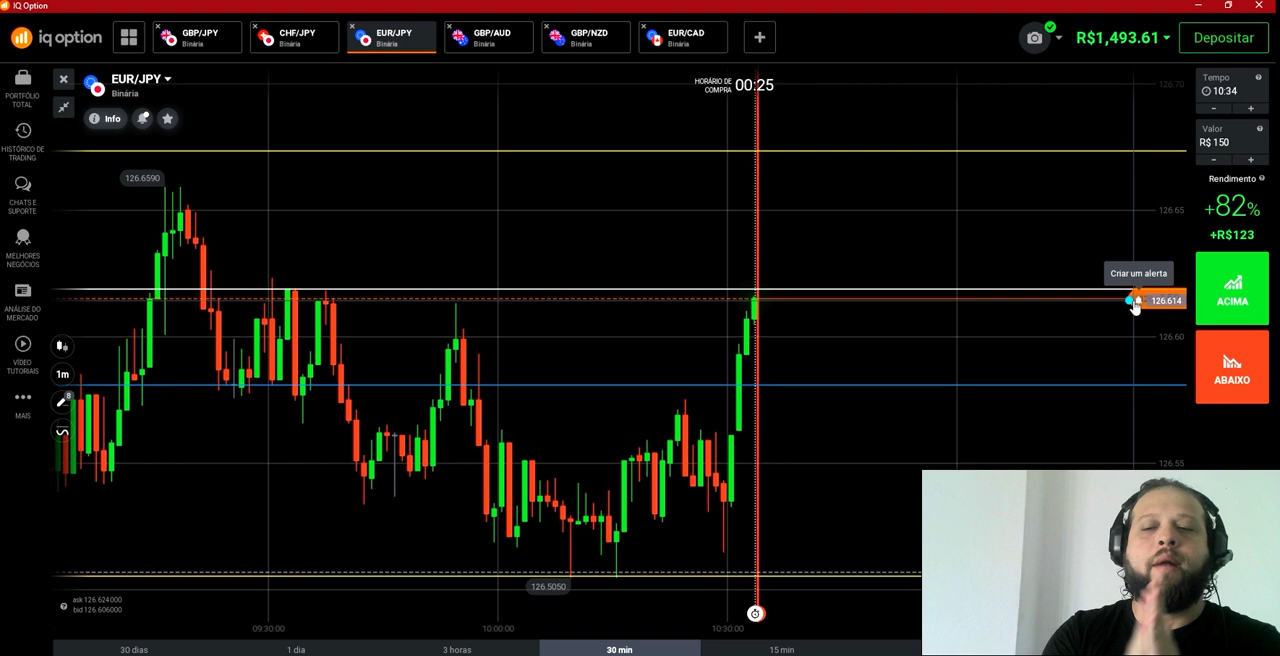 IQ Option
iq option
GBP/JPY
Binária
CHF/JPY
Binária
EUR/JPY
Binária
GBP/AUD
Binária
GBP/NZD
Binária
EUR/CAD
Binária
R$1,493.61
Depositar
PORTFÓLIO
TOTAL
HISTÓRICO DE
TRADING
CHATS E
SUPORTE
MELHORES
NEGÓCIOS
ANÁLISE DO
MERCADO
VÍDEO
TUTORIAIS
MAIS
EUR/JPY
Binária
Info
HORÁRIO DE
COMPRA
00:25
126.70
126.6590
126.65
Criar um alerta
126.614
126.60
1m
8
126.55
126.5050
ask 126.624000
bid 126.606000
09:30:00
10:00:00
10:30:00
30 dias
1 dia
3 horas
30 min
15 min
Tempo
10:34
- +
Valor
R$ 150
- +
Rendimento
+82%
+R$123
ACIMA
ABAIXO